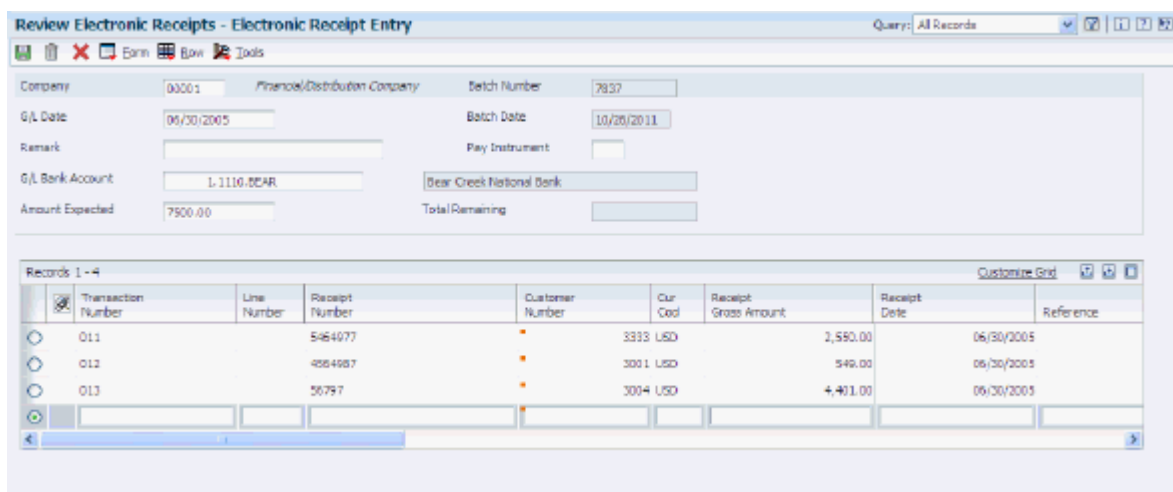 Review Electronic Receipts - Electronic Receipt Entry Query: All Records
Form Row Tools
Company 00001 Financial/Distribution Company Batch Number 7837
G/L Date 06/30/2005 Batch Date 10/26/2011
Remark Pay Instrument
G/L Bank Account 1.1110.BEAR Bear Creek National Bank
Amount Expected 7500.00 Total Remaining
Records 1 - 4 Customize Grid
Transaction Number Line Number Receipt Number Customer Number Cur Cod Receipt Gross Amount Receipt Date Reference
011 5464977 3333 USD 2,550.00 06/30/2005
012 4564987 3001 USD 549.00 06/30/2005
013 56797 3004 USD 4,401.00 06/30/2005